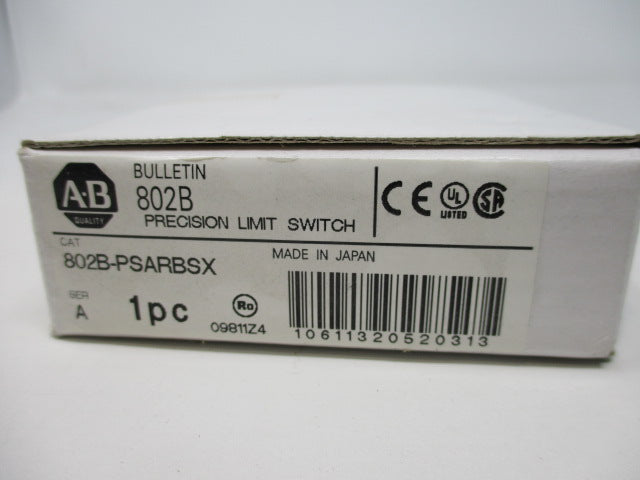 AB
QUALITY
BULLETIN
802B
PRECISION LIMIT SWITCH
CE UL LISTED SA
CAT
802B-PSARBSX
MADE IN JAPAN
SER
A
1pc
Ro
09811Z4
10611320520313